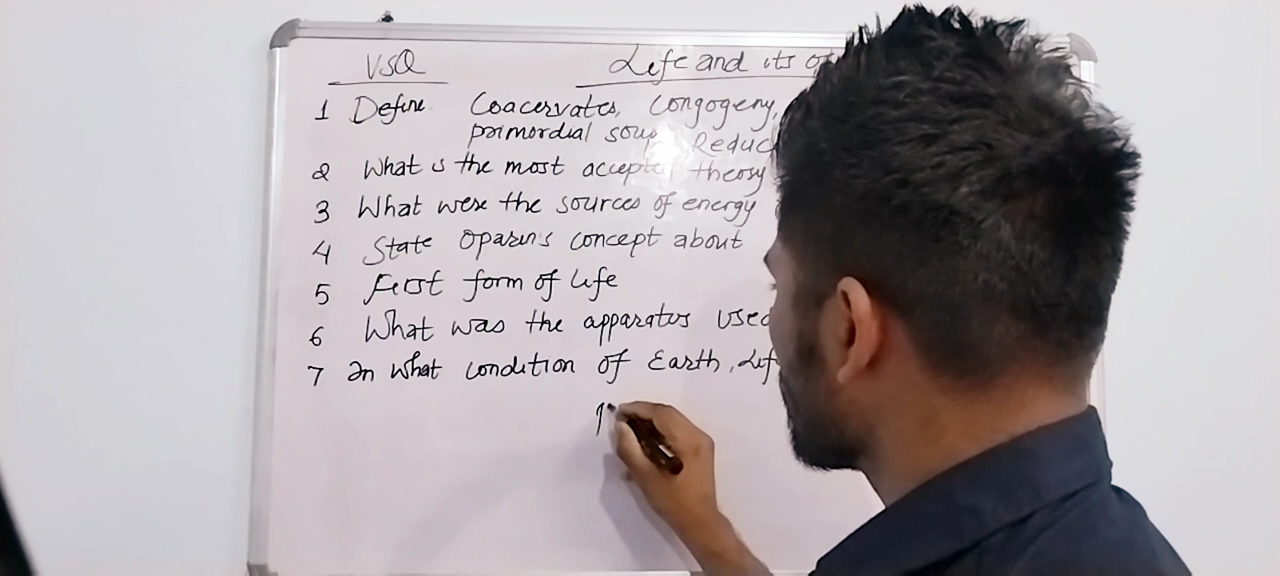 VSQ
Life and its o
1 Define Coacervates, Congogeny,
primordial soup Reduc
2 What is the most accepted theory
3 What were the sources of energy
4 State Oparin's concept about
5 First form of life
6 What was the apparatus used
7 In what condition of Earth, Lif